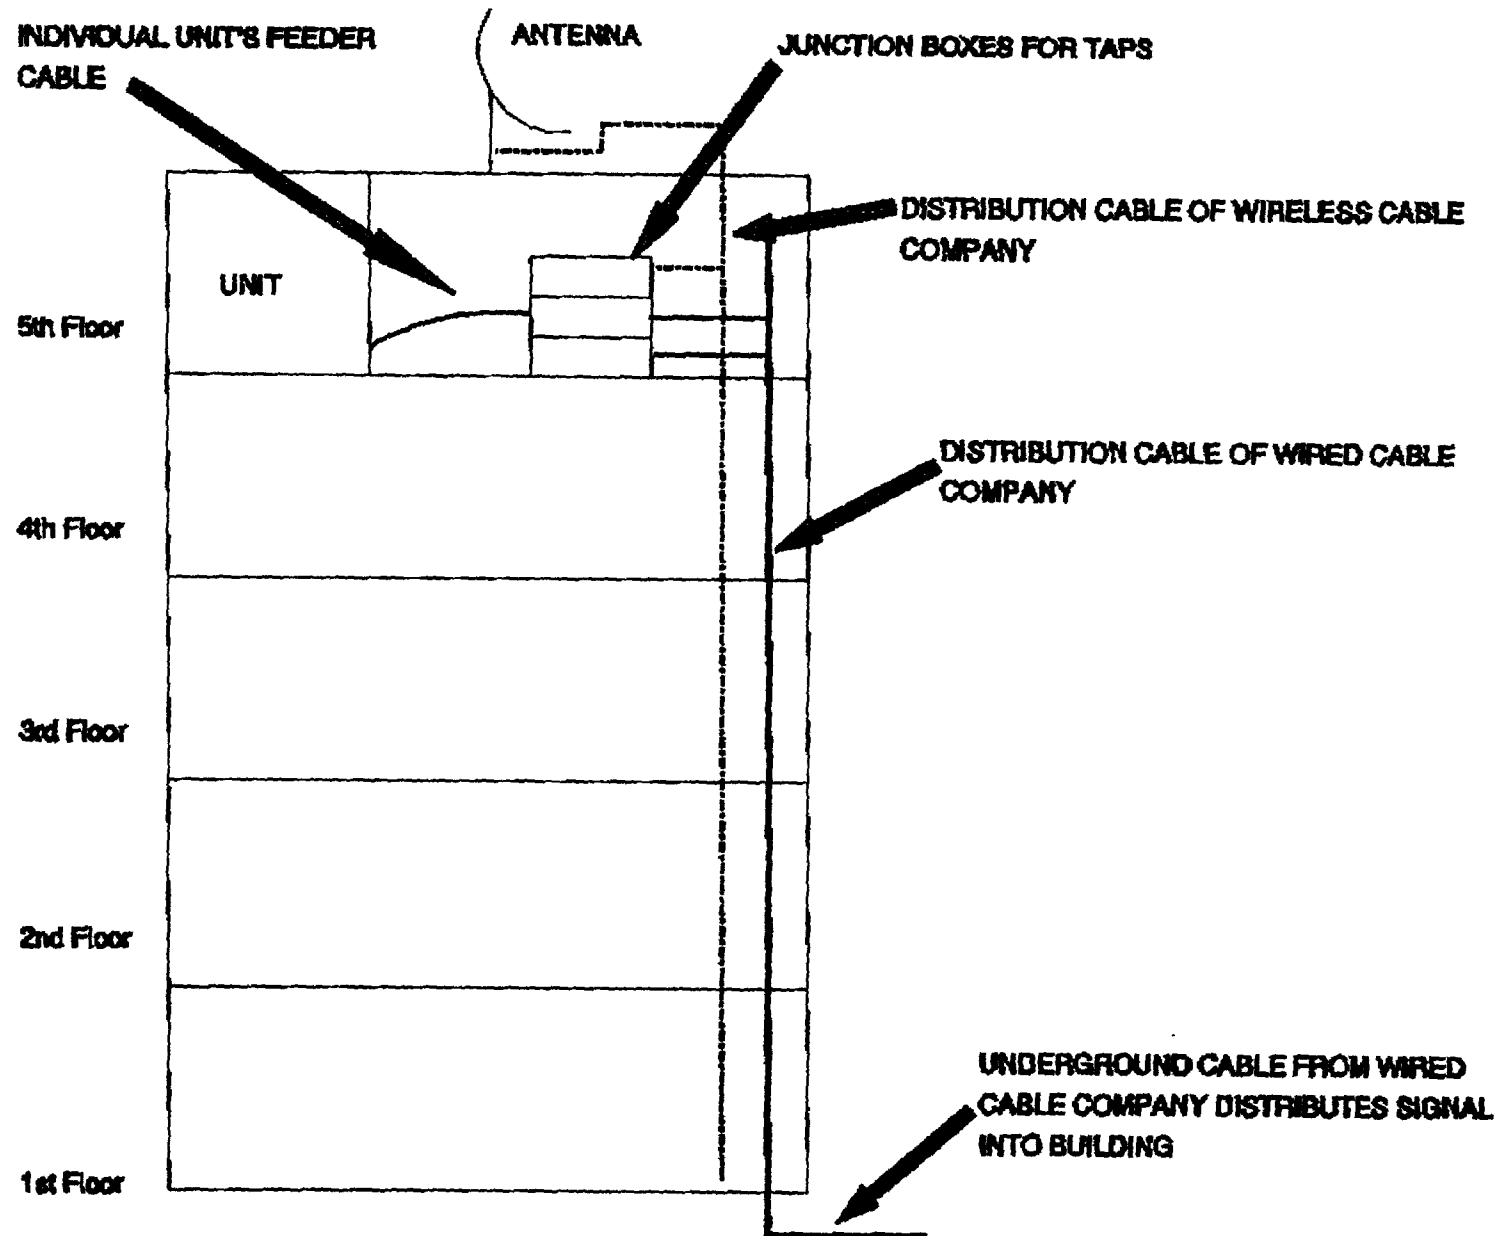 INDIVIDUAL UNIT'S FEEDER
CABLE
ANTENNA
JUNCTION BOXES FOR TAPS
DISTRIBUTION CABLE OF WIRELESS CABLE
COMPANY
UNIT
5th Floor
DISTRIBUTION CABLE OF WIRED CABLE
COMPANY
4th Floor
3rd Floor
2nd Floor
UNDERGROUND CABLE FROM WIRED
CABLE COMPANY DISTRIBUTES SIGNAL
INTO BUILDING
1st Floor